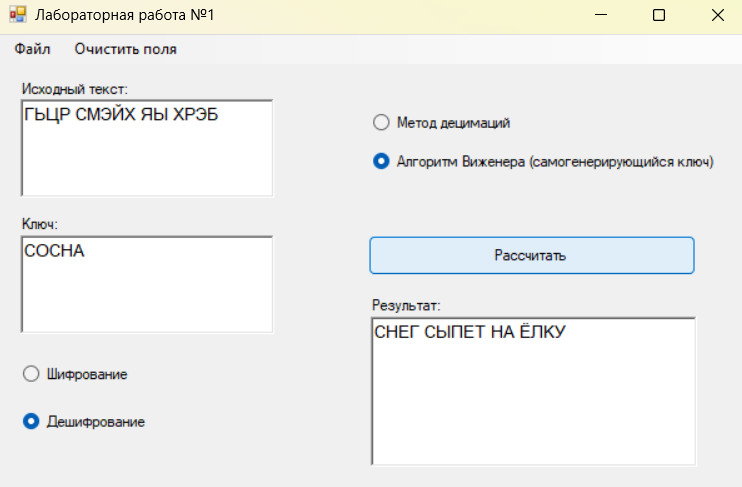 Лабораторная работа №1
Файл Очистить поля
Исходный текст:
ГЬЦР СМЭЙХ ЯЫ ХРЭБ
Метод децимаций
Алгоритм Виженера (самогенерирующийся ключ)
Ключ:
СОСНА
Рассчитать
Результат:
СНЕГ СЫПЕТ НА ЁЛКУ
Шифрование
Дешифрование